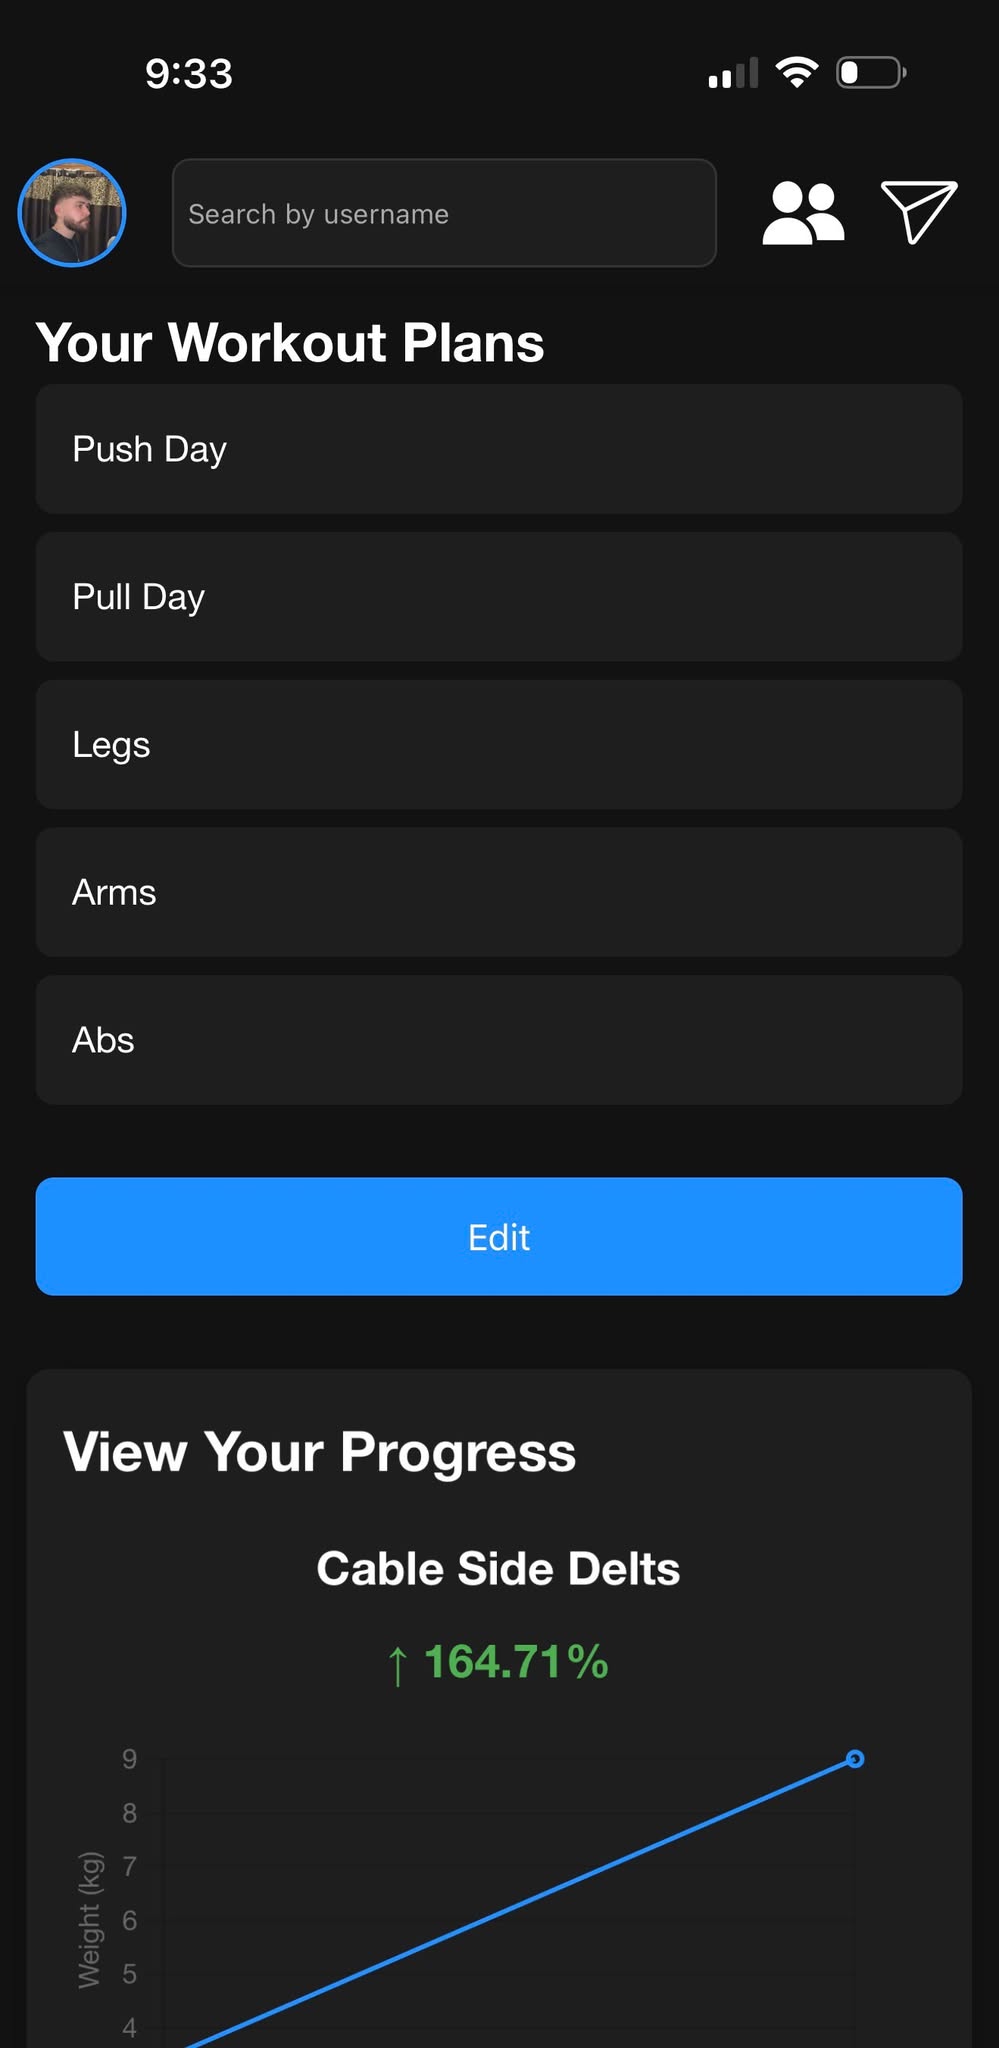 9:33
Search by username
Your Workout Plans
Push Day
Pull Day
Legs
Arms
Abs
Edit
View Your Progress
Cable Side Delts
↑ 164.71%
9
8
7
6
5
4
Weight (kg)